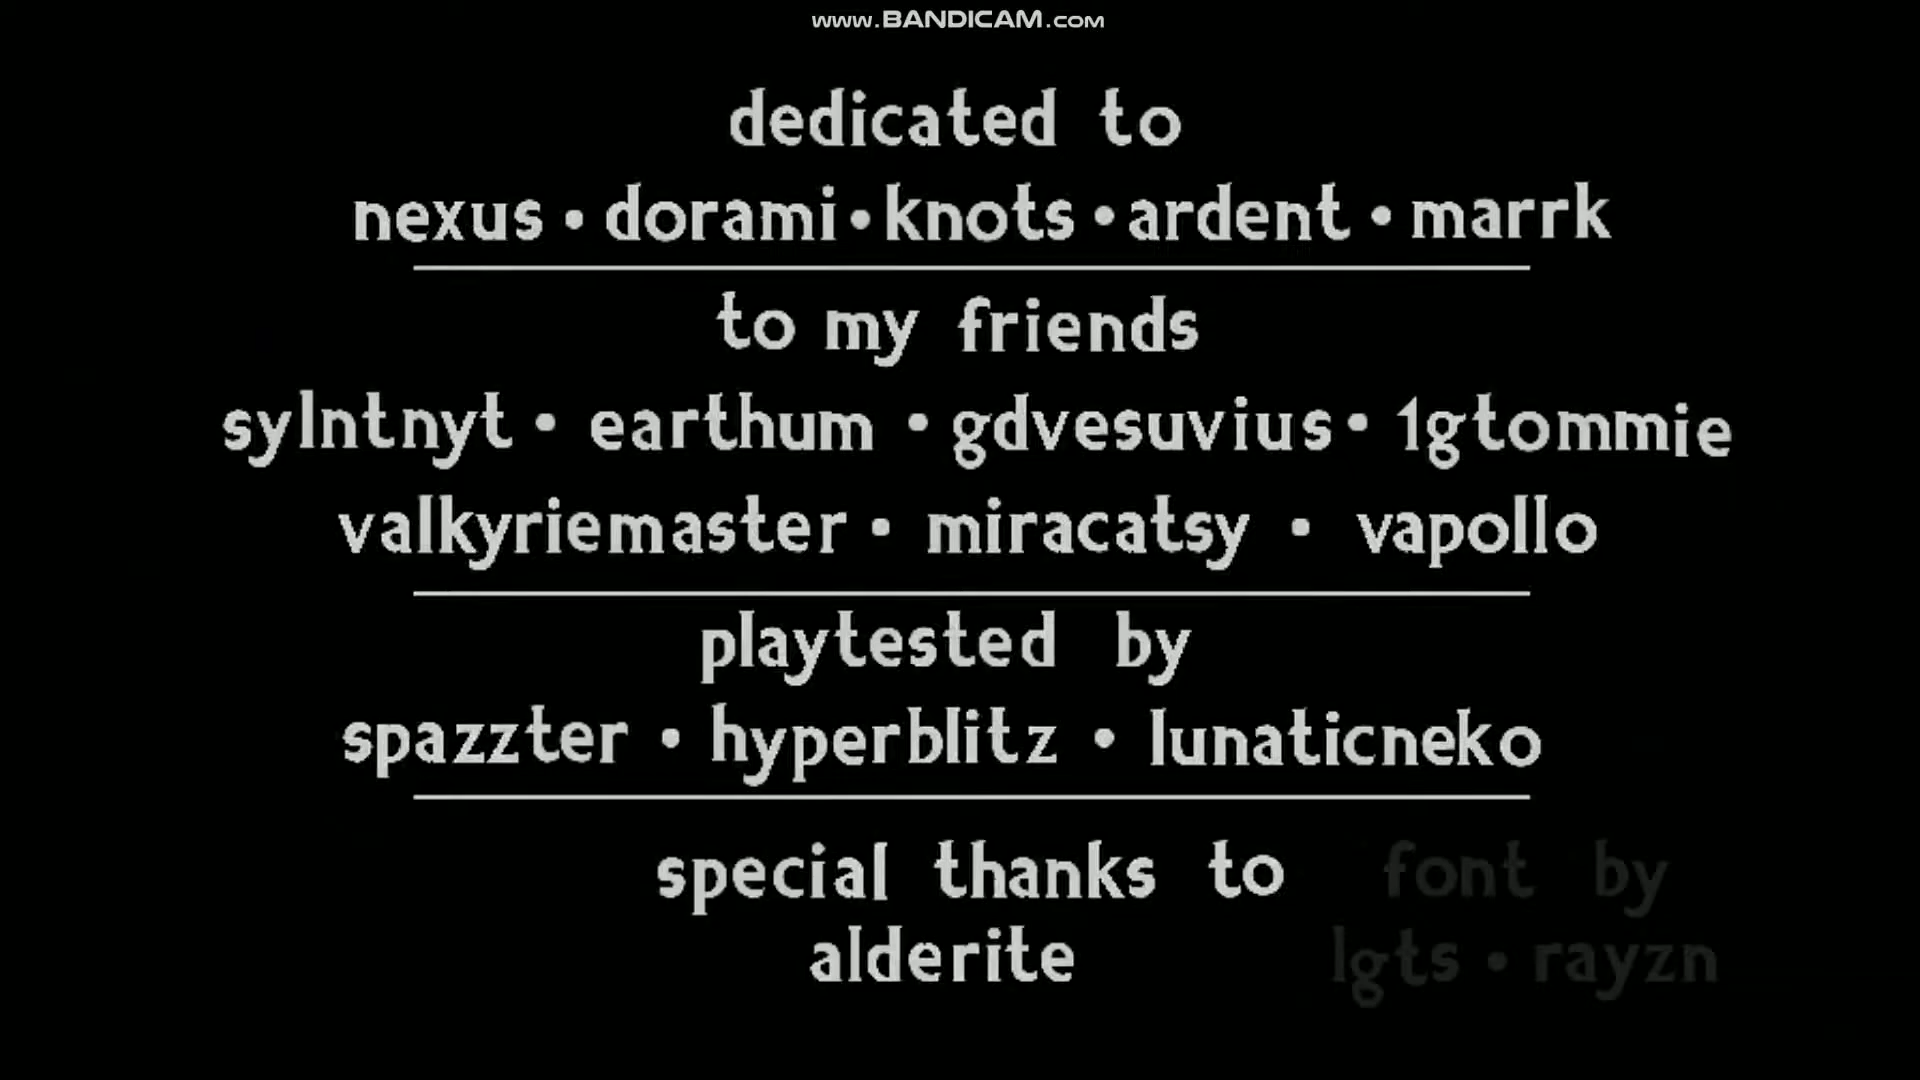 www.BANDICAM.com
dedicated to
nexus • dorami • knots • ardent • marrk
to my friends
sylntnyt • earthum • gdvesuvius • 1gtommie
valkyriemaster • miracatsy • vapollo
playtested by
spazzter • hyperblitz • lunaticneko
special thanks to
alderite
font by
lgts • rayzn